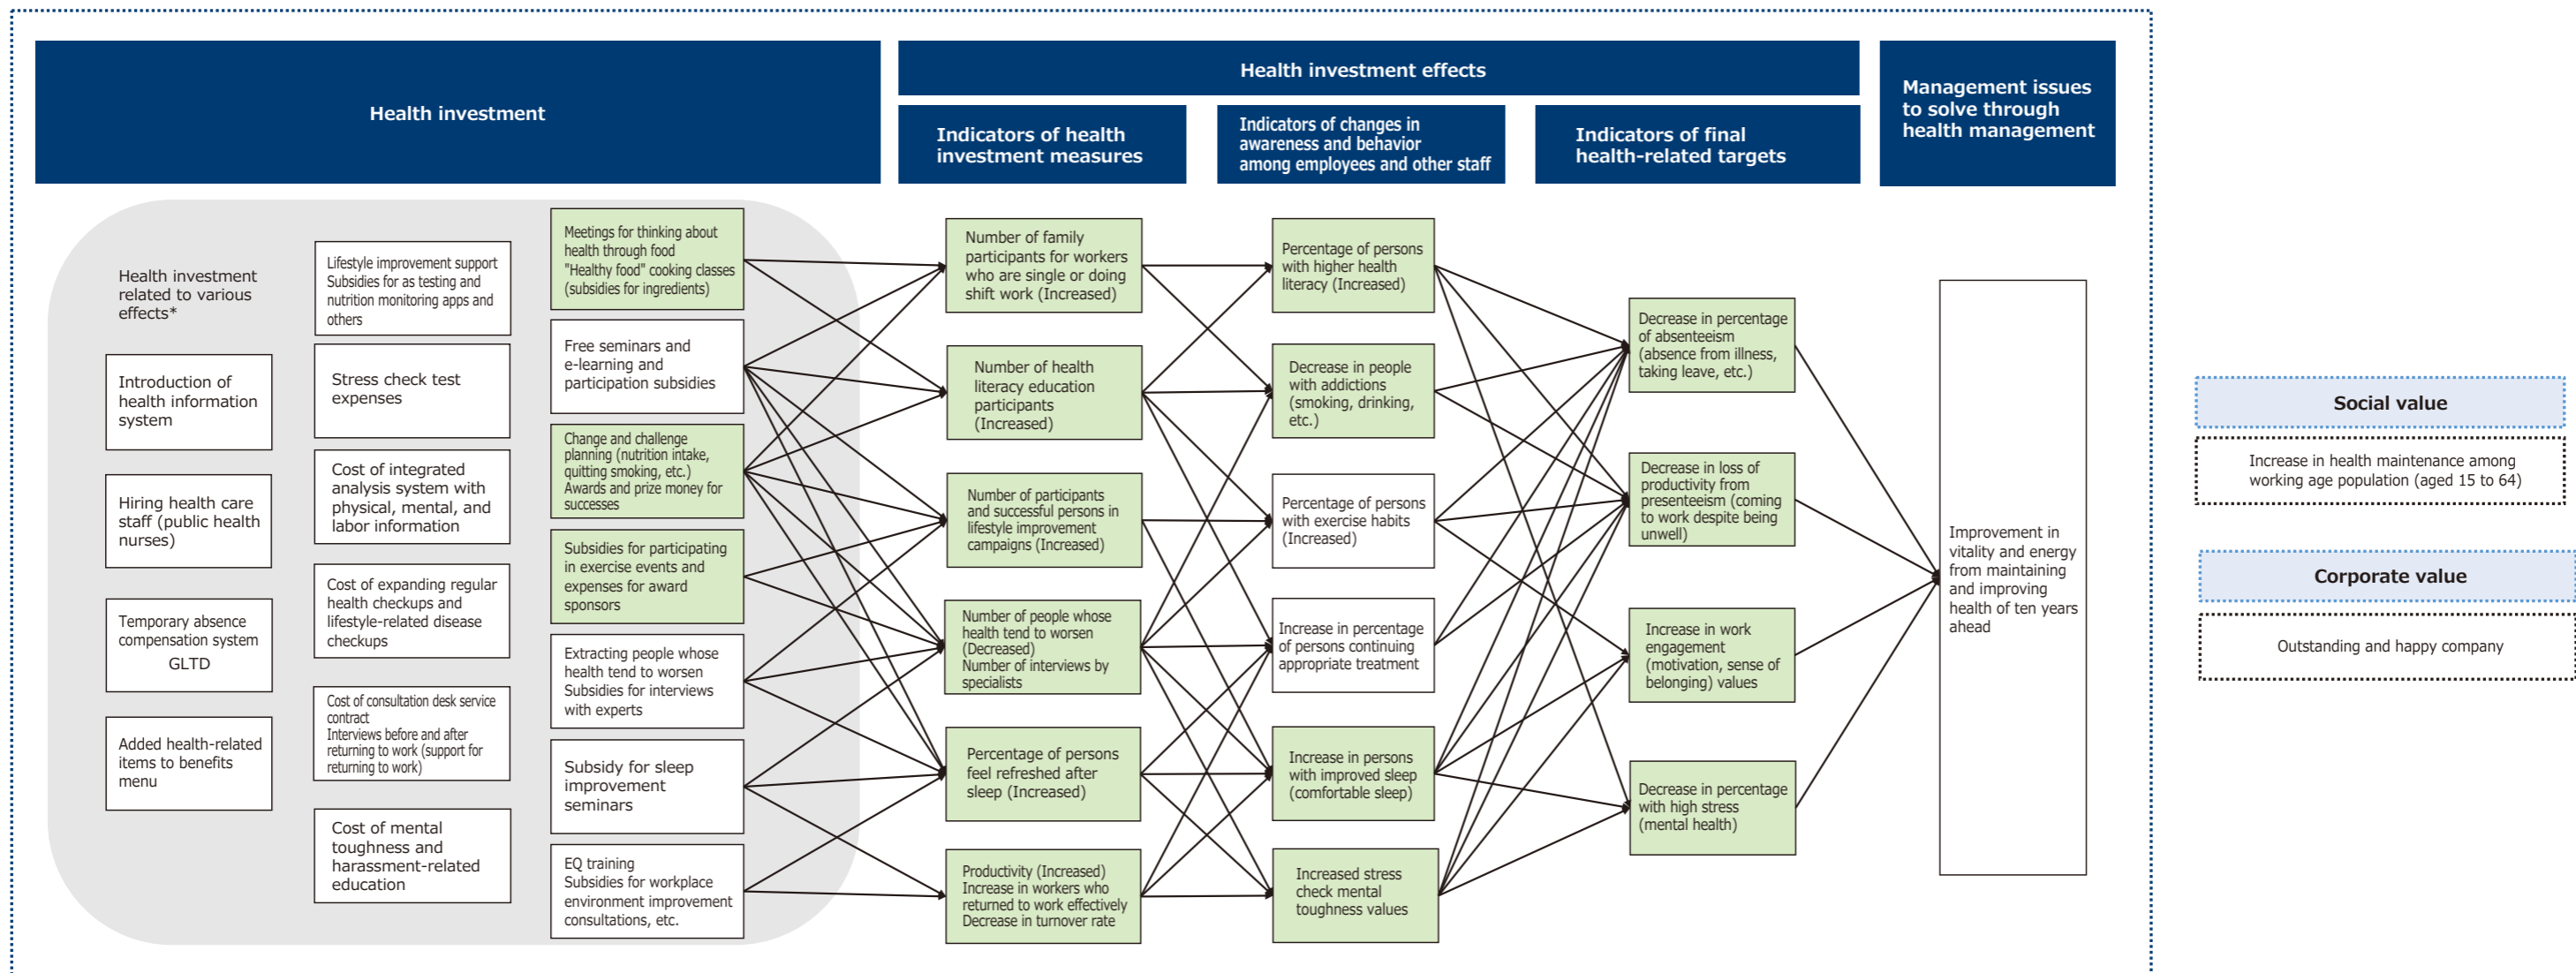 Health investment
Health investment effects
Management issues
to solve through
health management
Indicators of health
investment measures
Indicators of changes in
awareness and behavior
among employees and other staff
Indicators of final
health-related targets
Health investment
related to various
effects*
Introduction of
health information
system
Hiring health care
staff (public health
nurses)
Temporary absence
compensation system
GLTD
Added health-related
items to benefits
menu
Lifestyle improvement support
Subsidies for as testing and
nutrition monitoring apps and
others
Stress check test
expenses
Cost of integrated
analysis system with
physical, mental, and
labor information
Cost of expanding regular
health checkups and
lifestyle-related disease
checkups
Cost of consultation desk service
contract
Interviews before and after
returning to work (support for
returning to work)
Cost of mental
toughness and
harassment-related
education
Meetings for thinking about
health through food
"Healthy food" cooking classes
(subsidies for ingredients)
Free seminars and
e-learning and
participation subsidies
Change and challenge
planning (nutrition intake,
quitting smoking, etc.)
Awards and prize money for
successes
Subsidies for participating
in exercise events and
expenses for award
sponsors
Extracting people whose
health tend to worsen
Subsidies for interviews
with experts
Subsidy for sleep
improvement
seminars
EQ training
Subsidies for workplace
environment improvement
consultations, etc.
Number of family
participants for workers
who are single or doing
shift work (Increased)
Number of health
literacy education
participants
(Increased)
Number of participants
and successful persons in
lifestyle improvement
campaigns (Increased)
Number of people whose
health tend to worsen
(Decreased)
Number of interviews by
specialists
Percentage of persons
feel refreshed after
sleep (Increased)
Productivity (Increased)
Increase in workers who
returned to work effectively
Decrease in turnover rate
Percentage of persons
with higher health
literacy (Increased)
Decrease in people
with addictions
(smoking, drinking,
etc.)
Percentage of persons
with exercise habits
(Increased)
Increase in percentage
of persons continuing
appropriate treatment
Increase in persons
with improved sleep
(comfortable sleep)
Increased stress
check mental
toughness values
Decrease in percentage
of absenteeism
(absence from illness,
taking leave, etc.)
Decrease in loss of
productivity from
presenteeism (coming
to work despite being
unwell)
Increase in work
engagement
(motivation, sense of
belonging) values
Decrease in percentage
with high stress
(mental health)
Improvement in
vitality and energy
from maintaining
and improving
health of ten years
ahead
Social value
Increase in health maintenance among
working age population (aged 15 to 64)
Corporate value
Outstanding and happy company